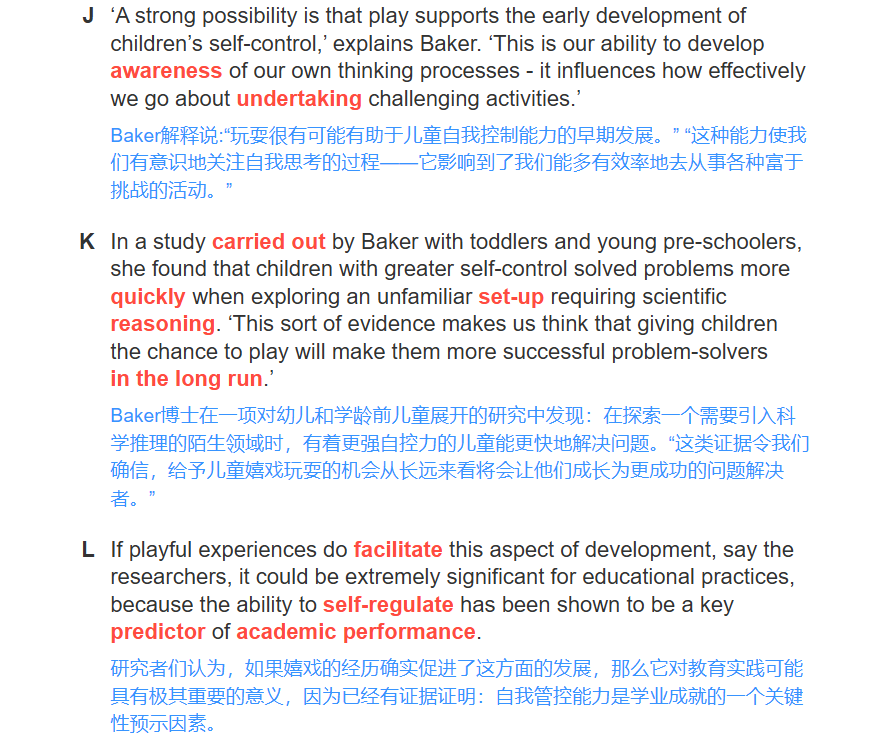 J ‘A strong possibility is that play supports the early development of
children’s self-control,’ explains Baker. ‘This is our ability to develop
awareness of our own thinking processes - it influences how effectively
we go about undertaking challenging activities.’
Baker解释说:“玩耍很有可能有助于儿童自我控制能力的早期发展。” “这种能力使我
们有意识地关注自我思考的过程——它影响到了我们能多有效率地去从事各种富于
挑战的活动。”
K In a study carried out by Baker with toddlers and young pre-schoolers,
she found that children with greater self-control solved problems more
quickly when exploring an unfamiliar set-up requiring scientific
reasoning. ‘This sort of evidence makes us think that giving children
the chance to play will make them more successful problem-solvers
in the long run.’
Baker博士在一项对幼儿和学龄前儿童展开的研究中发现：在探索一个需要引入科
学推理的陌生领域时，有着更强自控力的儿童能更快地解决问题。“这类证据令我们
确信，给予儿童嬉戏玩耍的机会从长远来看将会让他们成长为更成功的问题解决
者。”
L If playful experiences do facilitate this aspect of development, say the
researchers, it could be extremely significant for educational practices,
because the ability to self-regulate has been shown to be a key
predictor of academic performance.
研究者们认为，如果嬉戏的经历确实促进了这方面的发展，那么它对教育实践可能
具有极其重要的意义，因为已经有证据证明：自我管控能力是学业成就的一个关键
性预示因素。